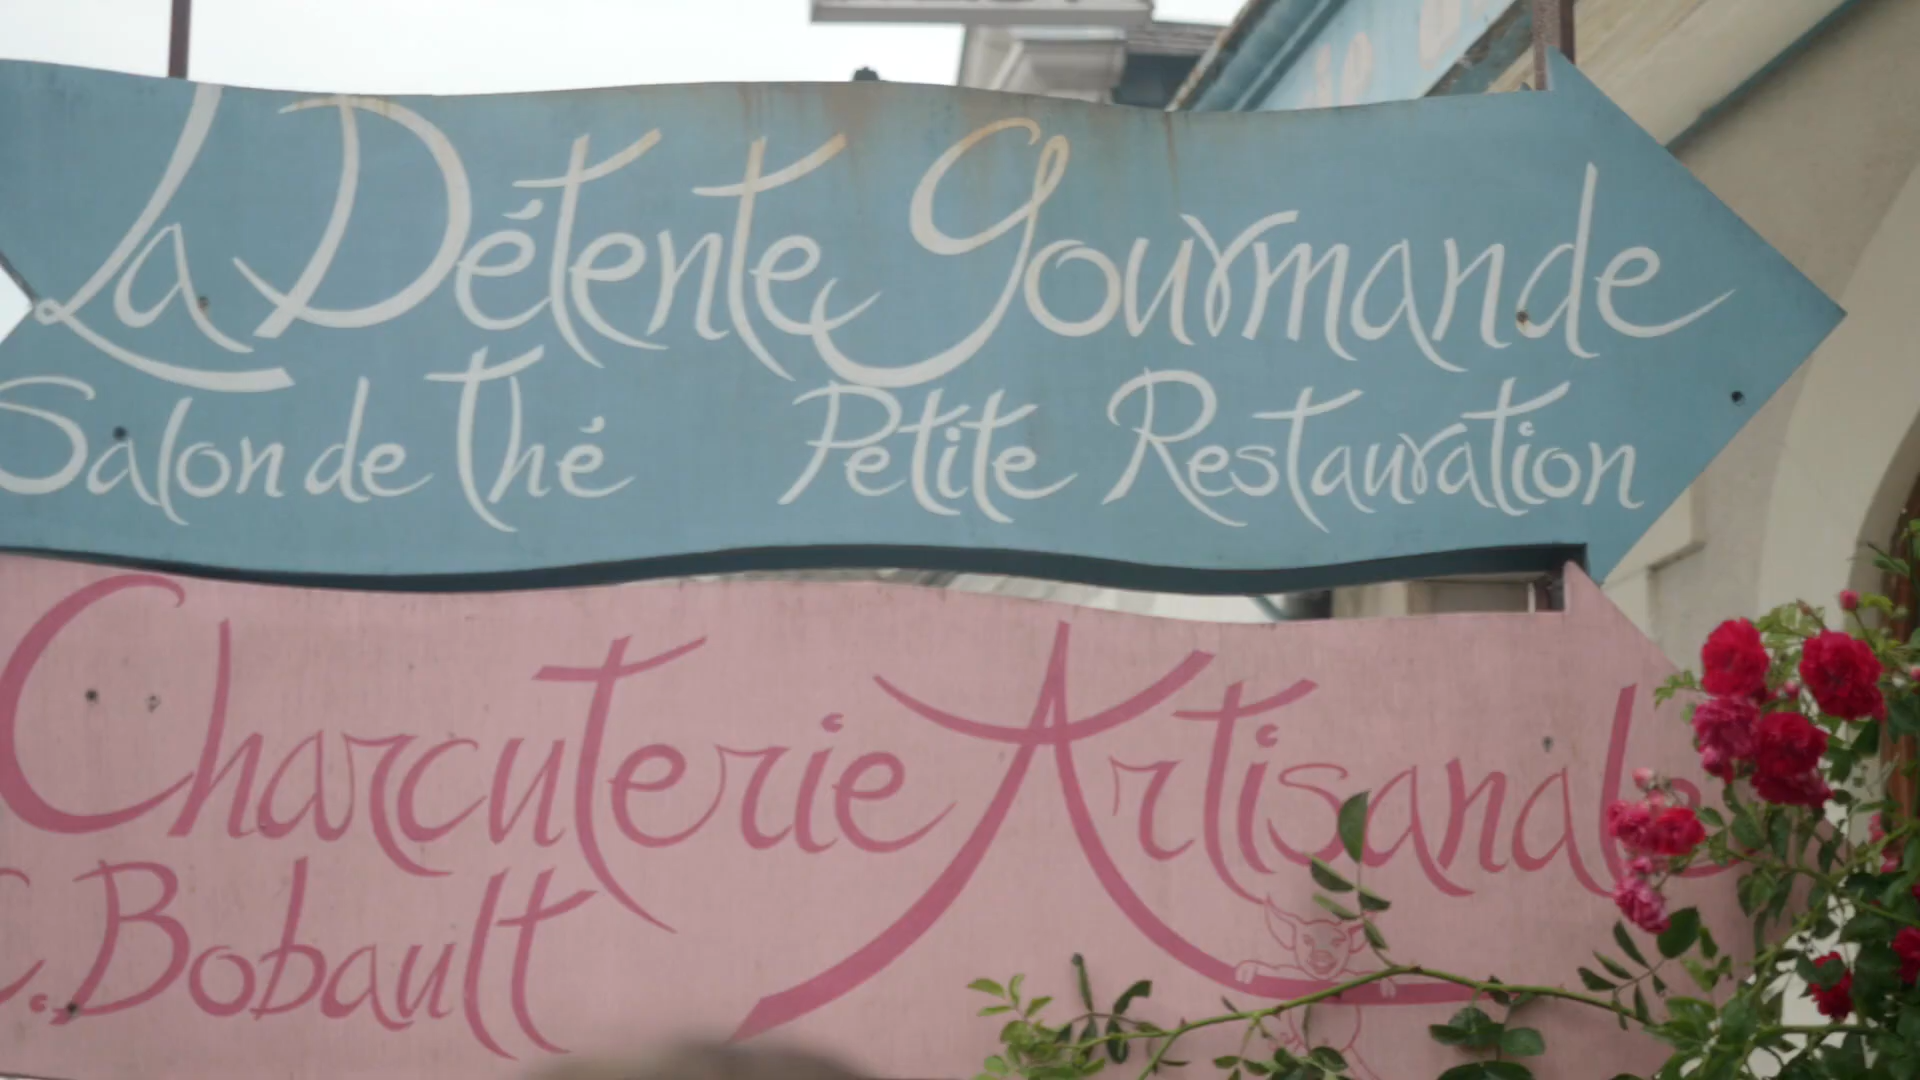 La Détente Gourmande
Salon de thé Petite Restauration
Charcuterie Artisanale
C. Bobault